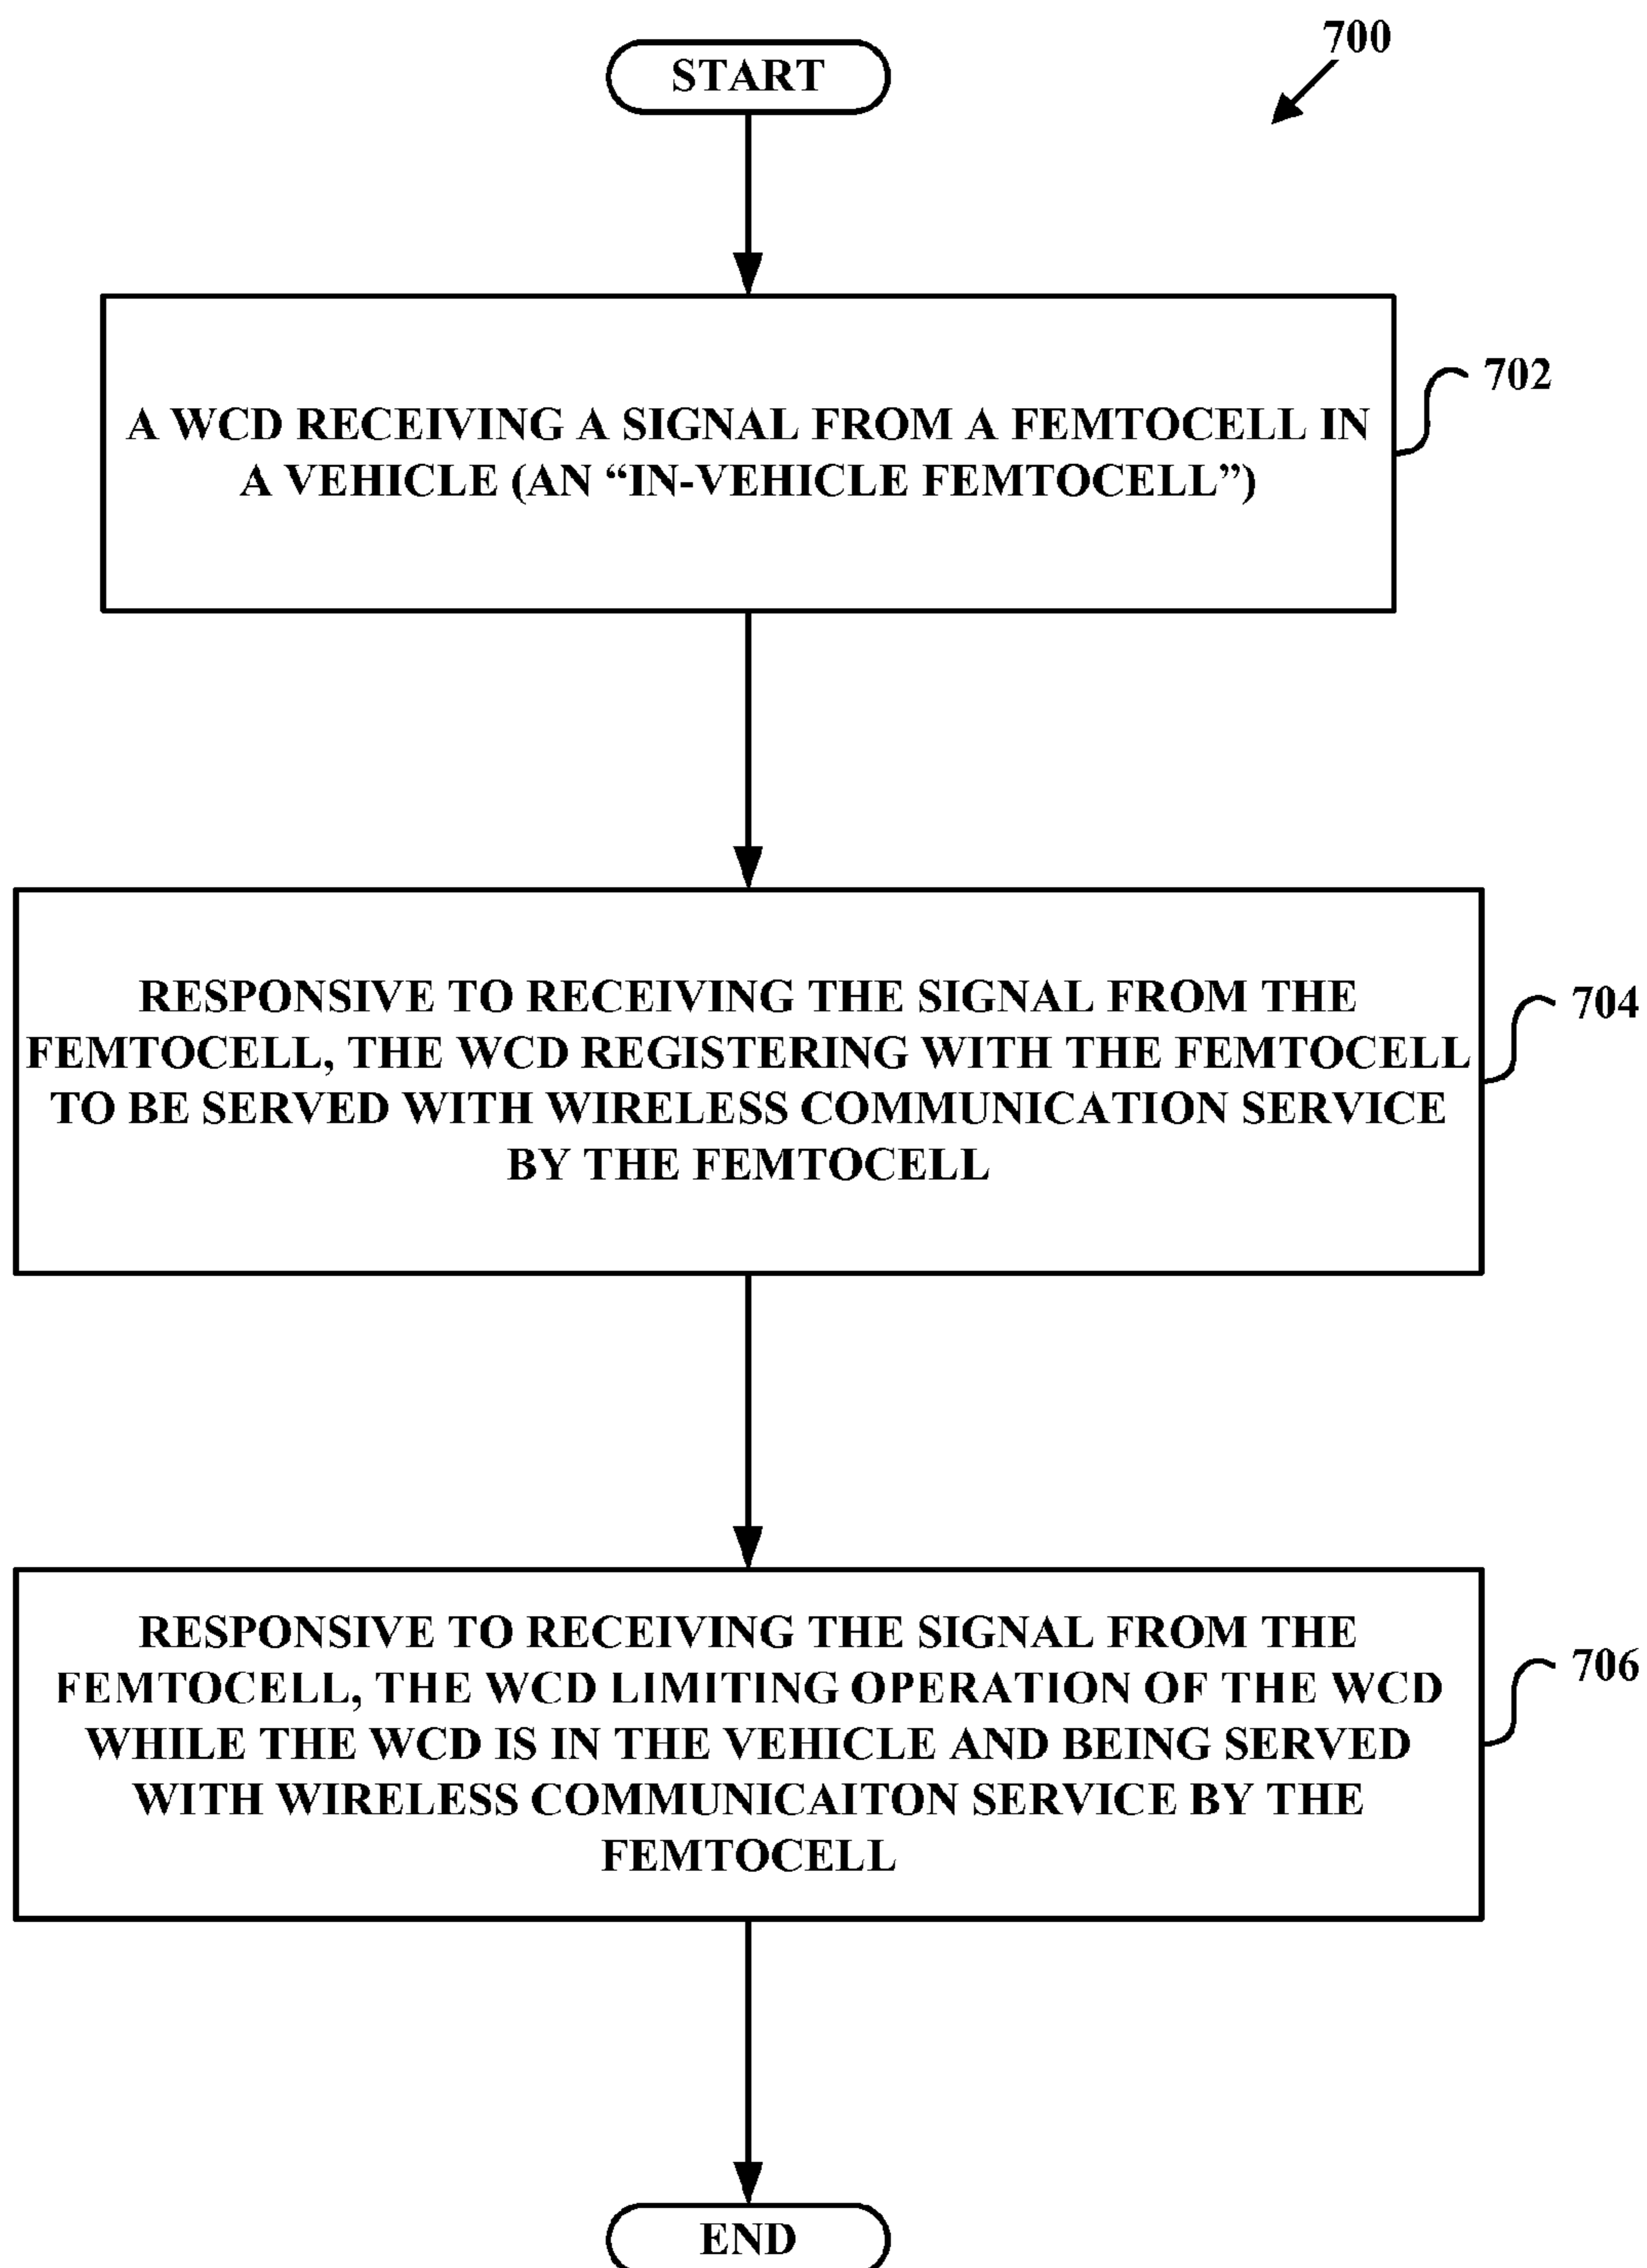 700
START
A WCD RECEIVING A SIGNAL FROM A FEMTOCELL IN
A VEHICLE (AN “IN-VEHICLE FEMTOCELL”)
702
RESPONSIVE TO RECEIVING THE SIGNAL FROM THE
FEMTOCELL, THE WCD REGISTERING WITH THE FEMTOCELL
TO BE SERVED WITH WIRELESS COMMUNICATION SERVICE
BY THE FEMTOCELL
704
RESPONSIVE TO RECEIVING THE SIGNAL FROM THE
FEMTOCELL, THE WCD LIMITING OPERATION OF THE WCD
WHILE THE WCD IS IN THE VEHICLE AND BEING SERVED
WITH WIRELESS COMMUNICAITON SERVICE BY THE
FEMTOCELL
706
END